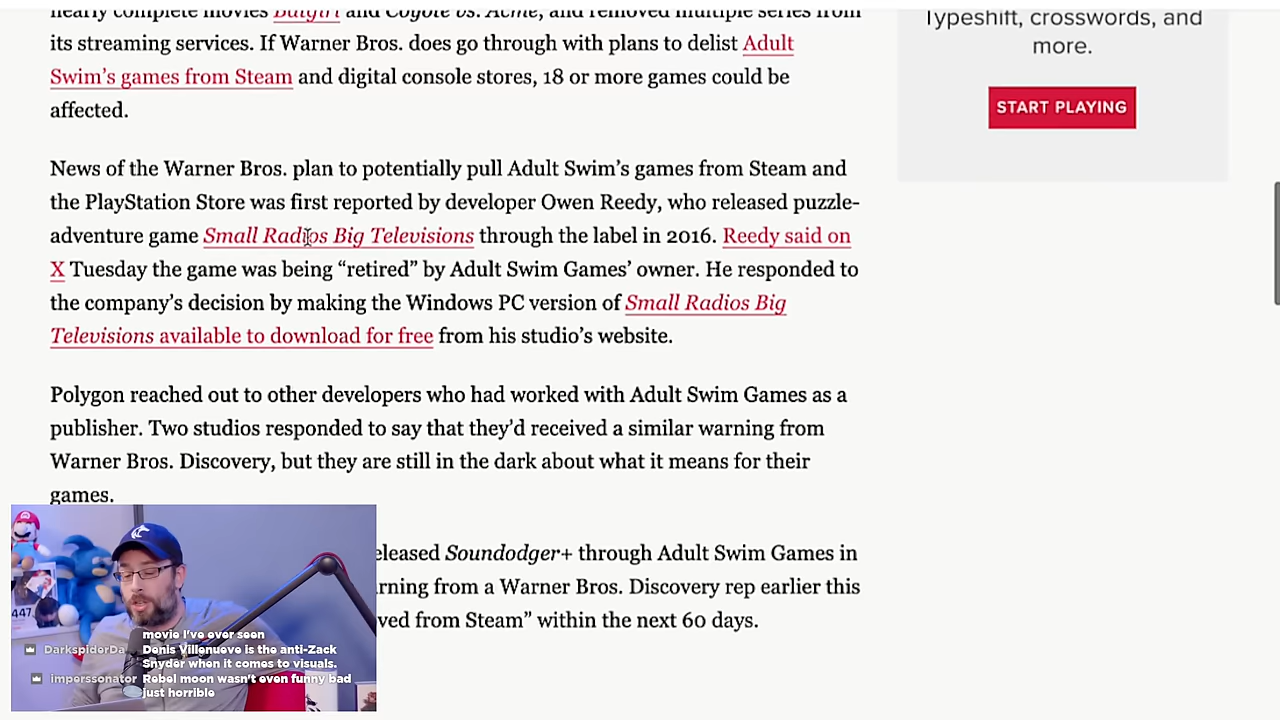 nearly complete movies Batgirl and Coyote vs. Acme, and removed multiple series from
its streaming services. If Warner Bros. does go through with plans to delist Adult
Swim’s games from Steam and digital console stores, 18 or more games could be
affected.
News of the Warner Bros. plan to potentially pull Adult Swim’s games from Steam and
the PlayStation Store was first reported by developer Owen Reedy, who released puzzle-
adventure game Small Radios Big Televisions through the label in 2016. Reedy said on
X Tuesday the game was being “retired” by Adult Swim Games’ owner. He responded to
the company’s decision by making the Windows PC version of Small Radios Big
Televisions available to download for free from his studio’s website.
Polygon reached out to other developers who had worked with Adult Swim Games as a
publisher. Two studios responded to say that they’d received a similar warning from
Warner Bros. Discovery, but they are still in the dark about what it means for their
games.
eleased Soundodger+ through Adult Swim Games in
rning from a Warner Bros. Discovery rep earlier this
ved from Steam” within the next 60 days.
Typeshift, crosswords, and
more.
START PLAYING
447
movie I've ever seen
DarkspiderDa Denis Villenueve is the anti-Zack
Snyder when it comes to visuals.
imperssonator Rebel moon wasn't even funny bad
just horrible